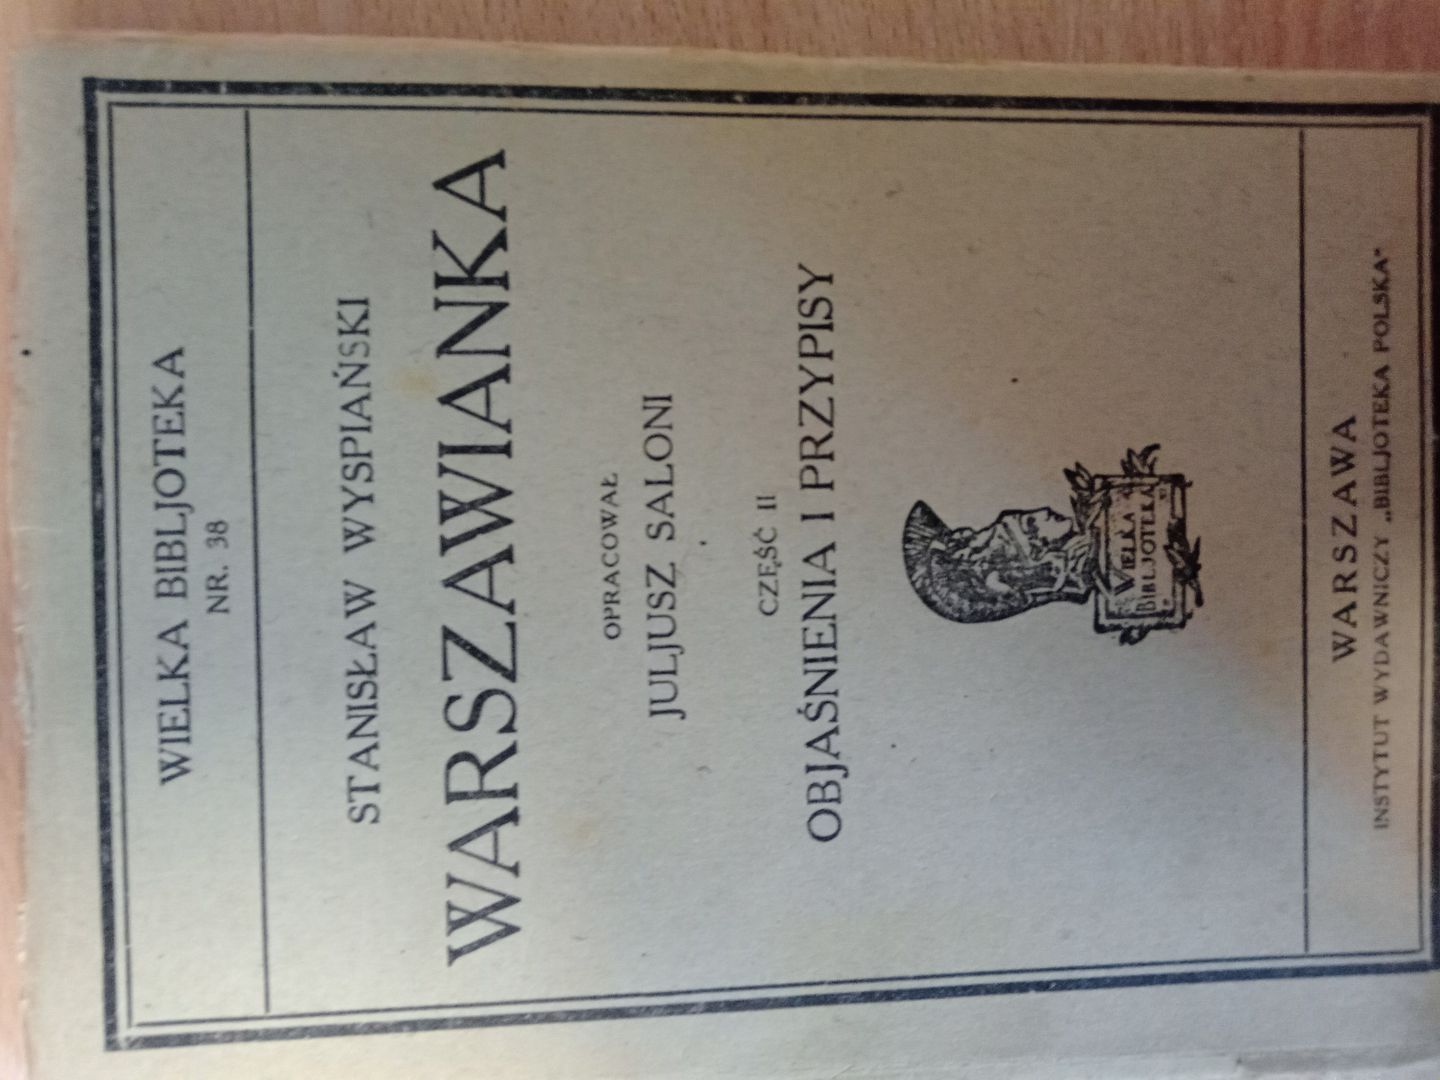 WIELKA BIBLJOTEKA
NR. 38
STANISŁAW WYSPIAŃSKI
WARSZAWIANKA
OPRACOWAŁ
JULJUSZ SALONI
CZĘŚĆ II
OBJAŚNIENIA I PRZYPISY
WIELKA
BIBLJOTEKA
WARSZAWA
INSTYTUT WYDAWNICZY „BIBLJOTEKA POLSKA"